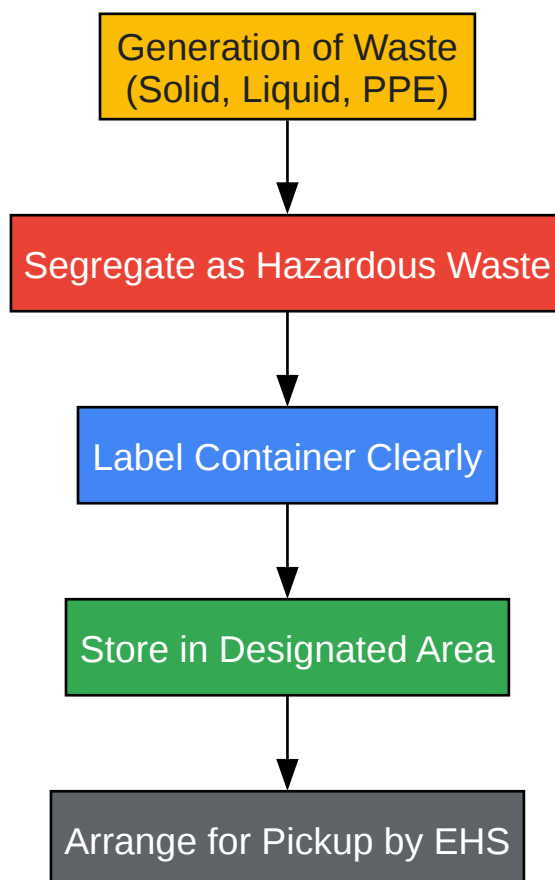 Generation of Waste
(Solid, Liquid, PPE)
Segregate as Hazardous Waste
Label Container Clearly
Store in Designated Area
Arrange for Pickup by EHS